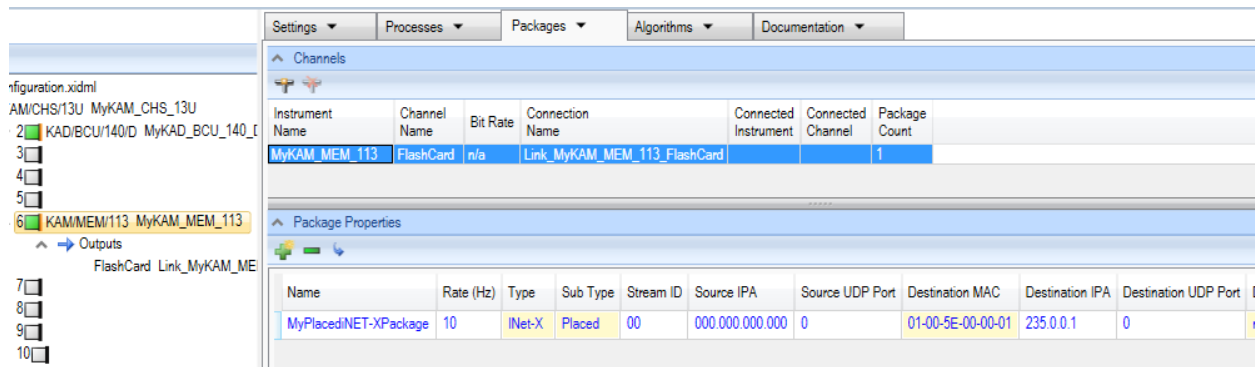 Settings Processes Packages Algorithms Documentation
Channels
nfiguration.xidml
AM/CHS/13U MyKAM_CHS_13U
2 KAD/BCU/140/D MyKAD_BCU_140_D
3
4
5
6 KAM/MEM/113 MyKAM_MEM_113
Outputs
FlashCard Link_MyKAM_ME
7
8
9
10
Instrument Name Channel Name Bit Rate Connection Name Connected Instrument Connected Channel Package Count
MyKAM_MEM_113 FlashCard n/a Link_MyKAM_MEM_113_FlashCard 1
Package Properties
Name Rate (Hz) Type Sub Type Stream ID Source IPA Source UDP Port Destination MAC Destination IPA Destination UDP Port
MyPlacediNET-XPackage 10 INet-X Placed 00 000.000.000.000 0 01-00-5E-00-00-01 235.0.0.1 0